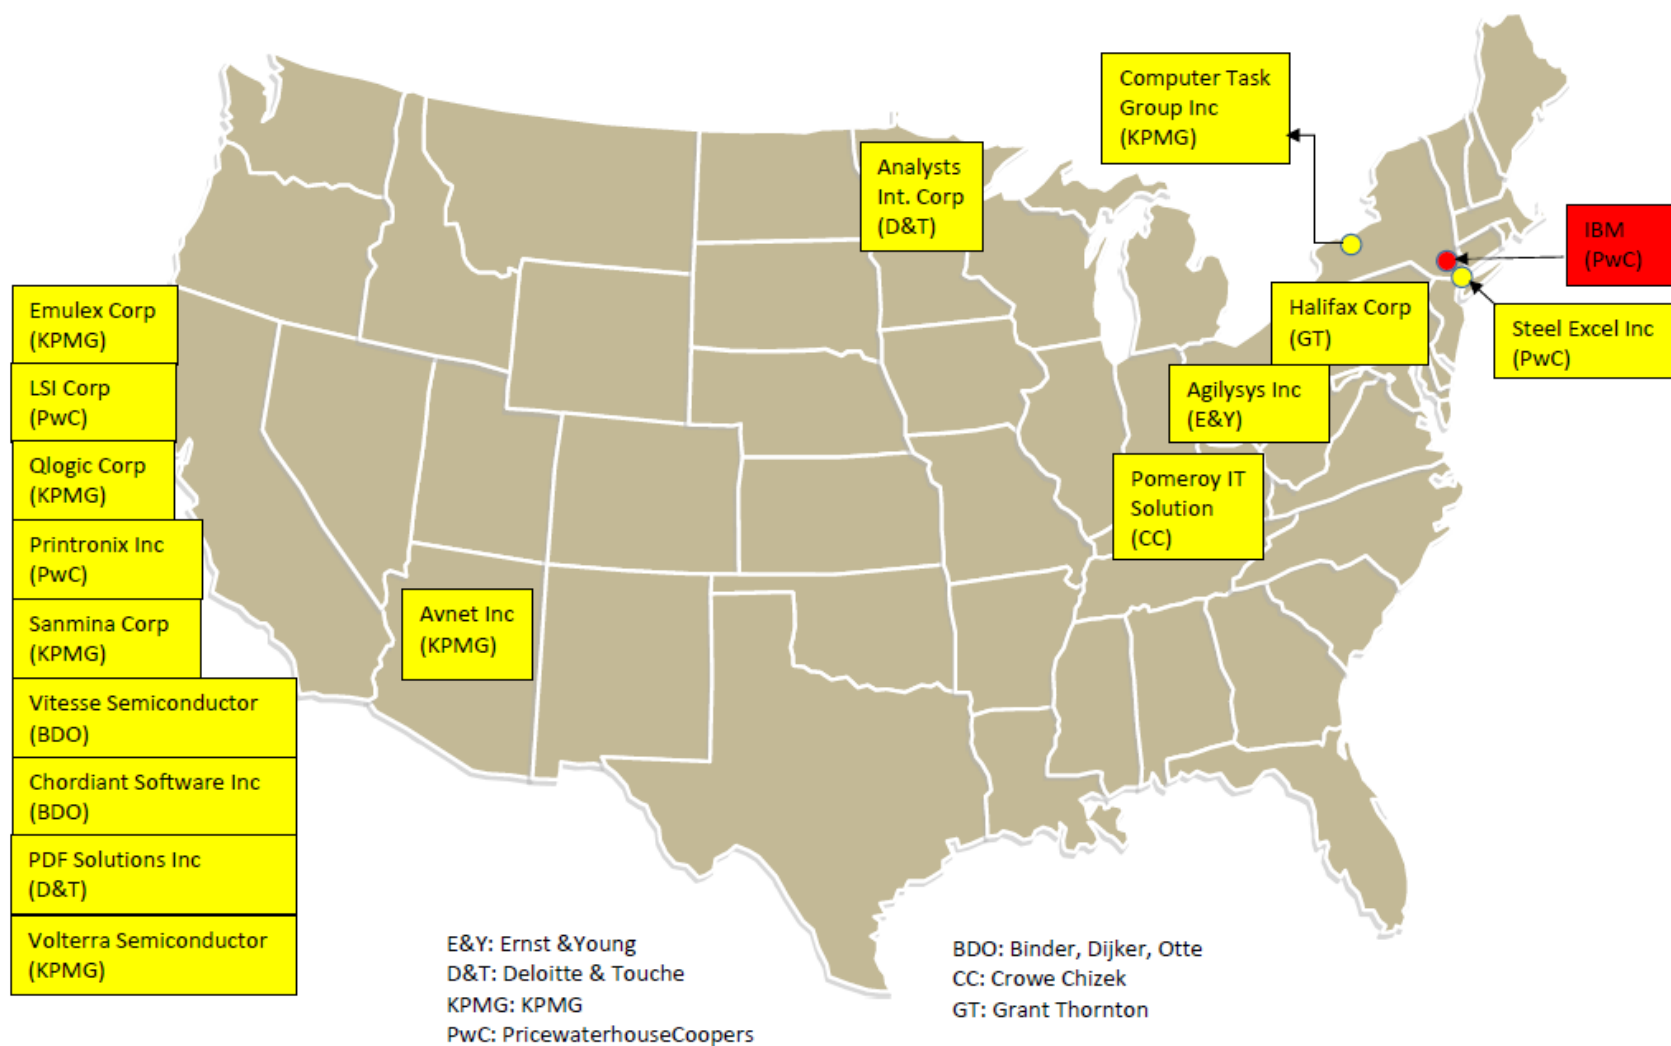 Computer Task
Group Inc
(KPMG)
Analysts
Int. Corp
(D&T)
IBM
(PwC)
Emulex Corp
(KPMG)
Halifax Corp
(GT)
Steel Excel Inc
(PwC)
LSI Corp
(PwC)
Agilysys Inc
(E&Y)
Qlogic Corp
(KPMG)
Pomeroy IT
Solution
(CC)
Printronix Inc
(PwC)
Avnet Inc
(KPMG)
Sanmina Corp
(KPMG)
Vitesse Semiconductor
(BDO)
Chordiant Software Inc
(BDO)
PDF Solutions Inc
(D&T)
Volterra Semiconductor
(KPMG)
E&Y: Ernst &Young
D&T: Deloitte & Touche
KPMG: KPMG
PwC: PricewaterhouseCoopers
BDO: Binder, Dijker, Otte
CC: Crowe Chizek
GT: Grant Thornton